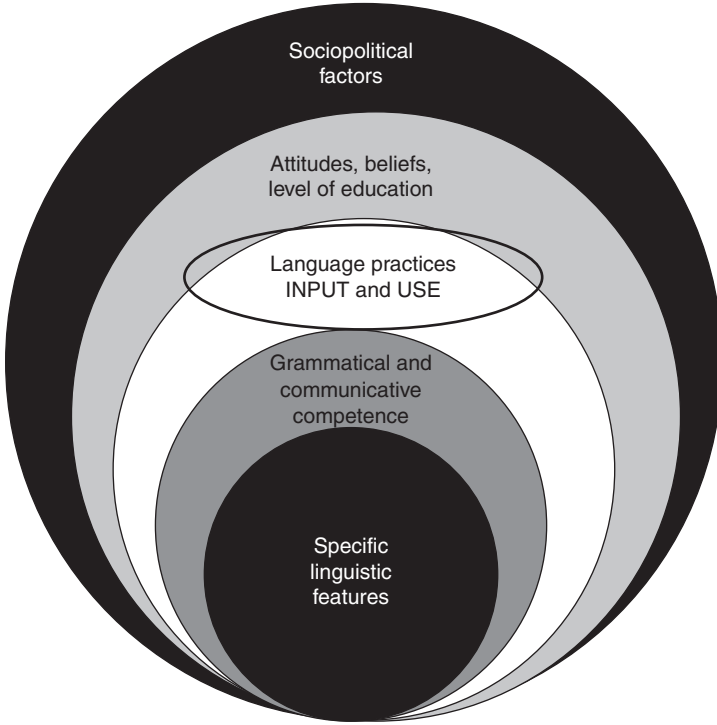 Sociopolitical
factors
Attitudes, beliefs,
level of education
Language practices
INPUT and USE
Grammatical and
communicative
competence
Specific
linguistic
features